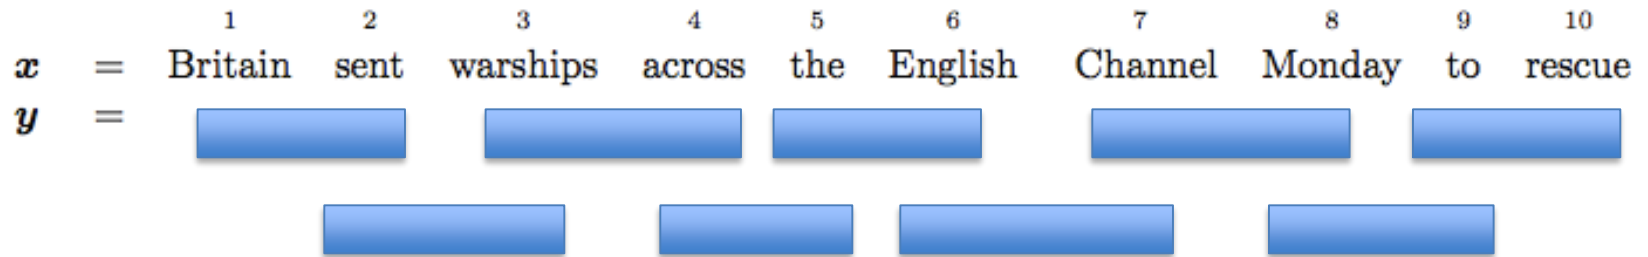 1 2 3 4 5 6 7 8 9 10
x = Britain sent warships across the English Channel Monday to rescue
y =